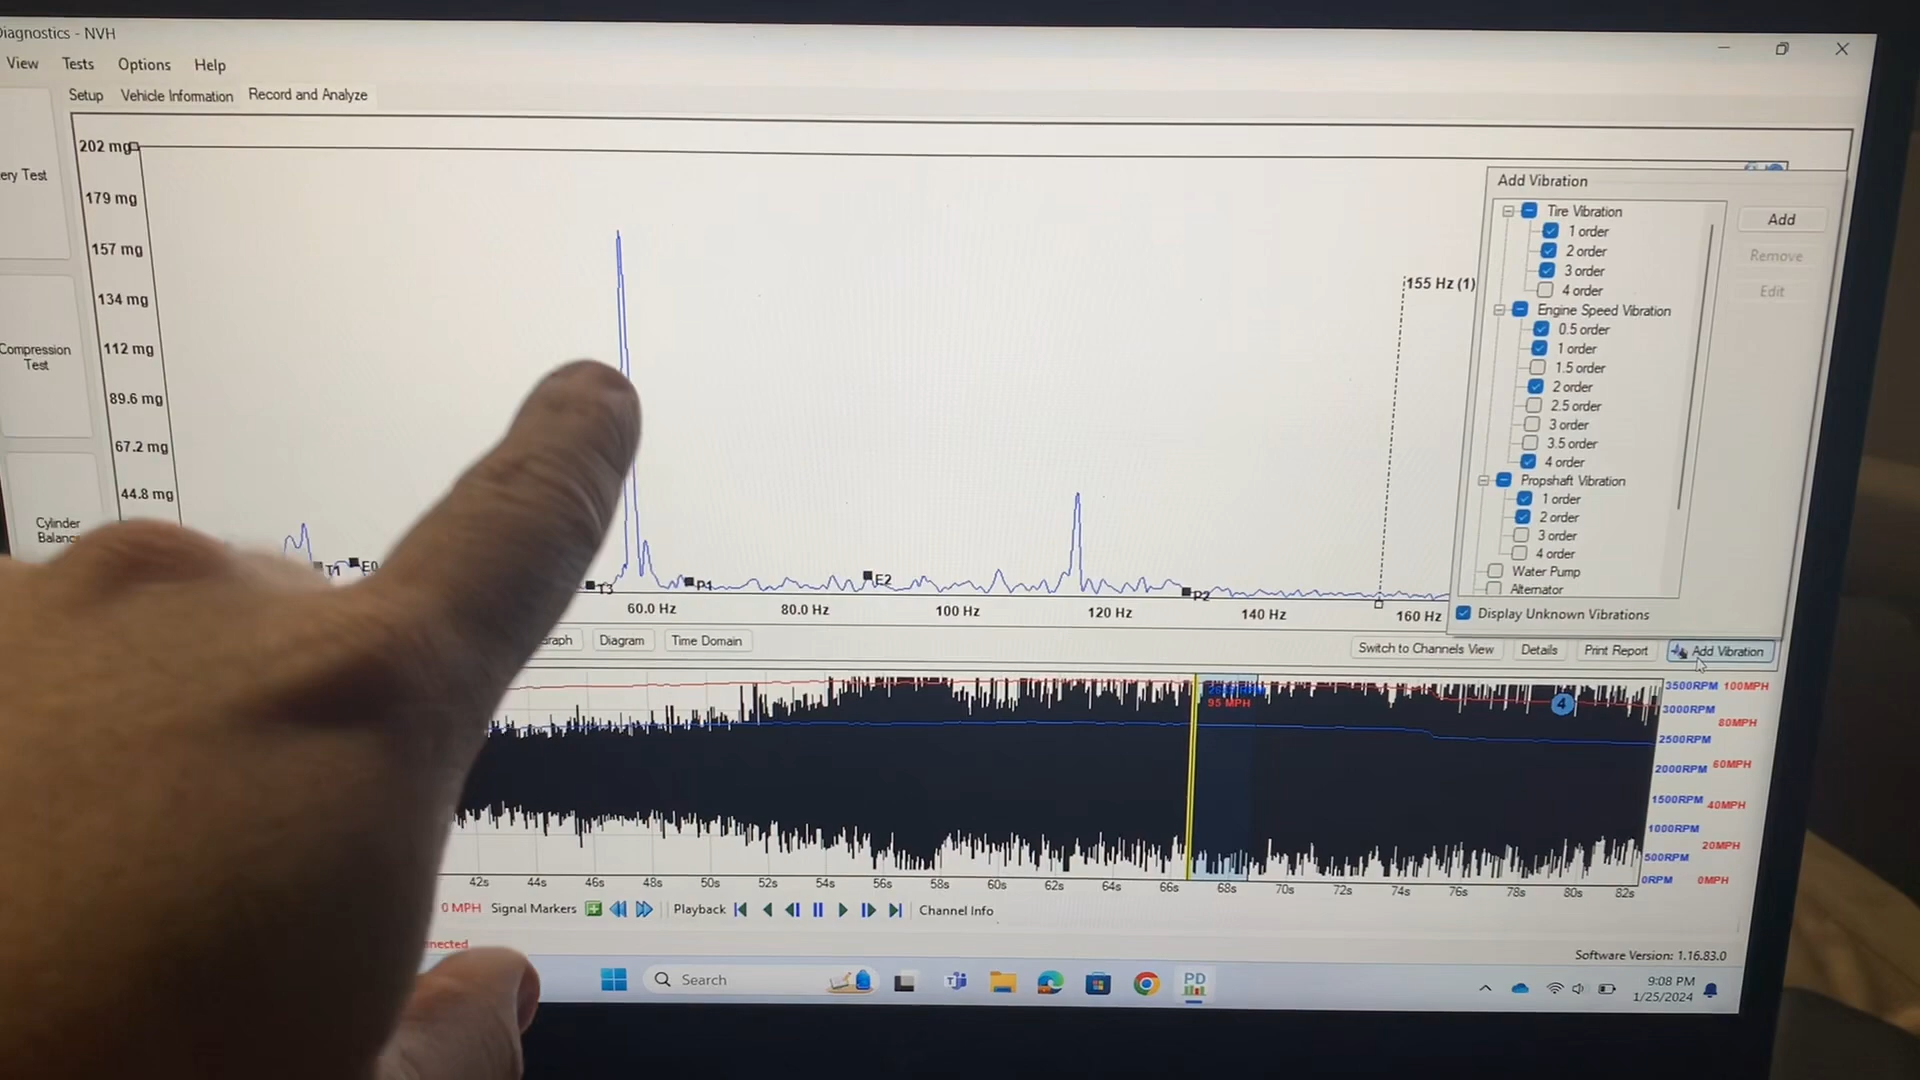 Diagnostics - NVH
View Tests Options Help
Setup Vehicle Information Record and Analyze
ery Test
Compression
Test
Cylinder
Balanc
202 mg
179 mg
157 mg
134 mg
112 mg
89.6 mg
67.2 mg
44.8 mg
155 Hz (1)
T1 E0 T3 P1 E2 P2
60.0 Hz 80.0 Hz 100 Hz 120 Hz 140 Hz 160 Hz
Add Vibration
Tire Vibration
1 order
2 order
3 order
4 order
Engine Speed Vibration
0.5 order
1 order
1.5 order
2 order
2.5 order
3 order
3.5 order
4 order
Propshaft Vibration
1 order
2 order
3 order
4 order
Water Pump
Alternator
Display Unknown Vibrations
Add
Remove
Edit
raph Diagram Time Domain Switch to Channels View Details Print Report Add Vibration
95 MPH
4
3500RPM 100MPH
3000RPM 80MPH
2500RPM
2000RPM 60MPH
1500RPM 40MPH
1000RPM
500RPM 20MPH
0RPM 0MPH
42s 44s 46s 48s 50s 52s 54s 56s 58s 60s 62s 64s 66s 68s 70s 72s 74s 76s 78s 80s 82s
0 MPH Signal Markers Playback Channel Info
nnected
Software Version: 1.16.83.0
Search
PD
9:08 PM
1/25/2024